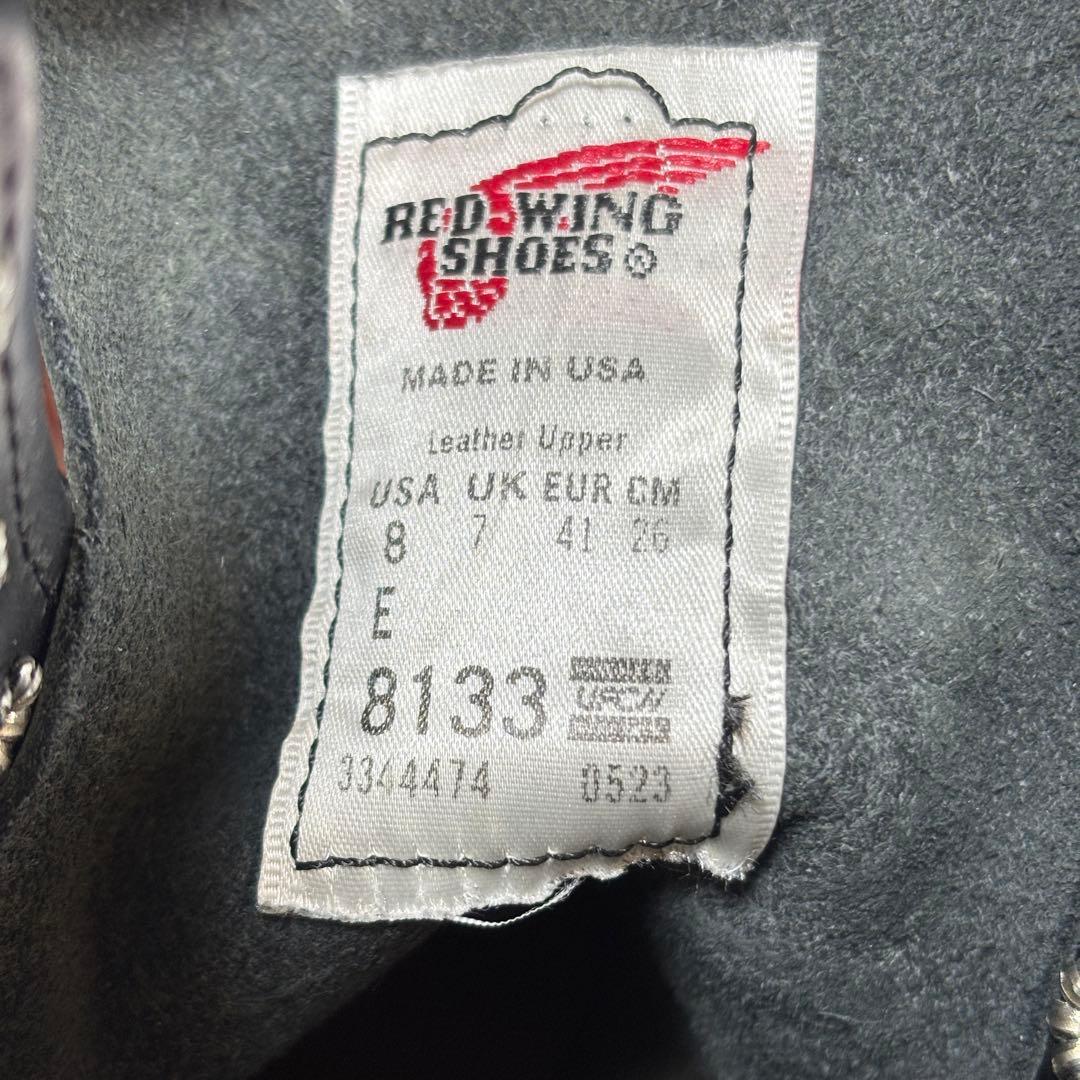 RED WING
SHOES ®
MADE IN USA
Leather Upper
USA UK EUR CM
8 7 41 26
E
8133
UFCW
3344474 0523